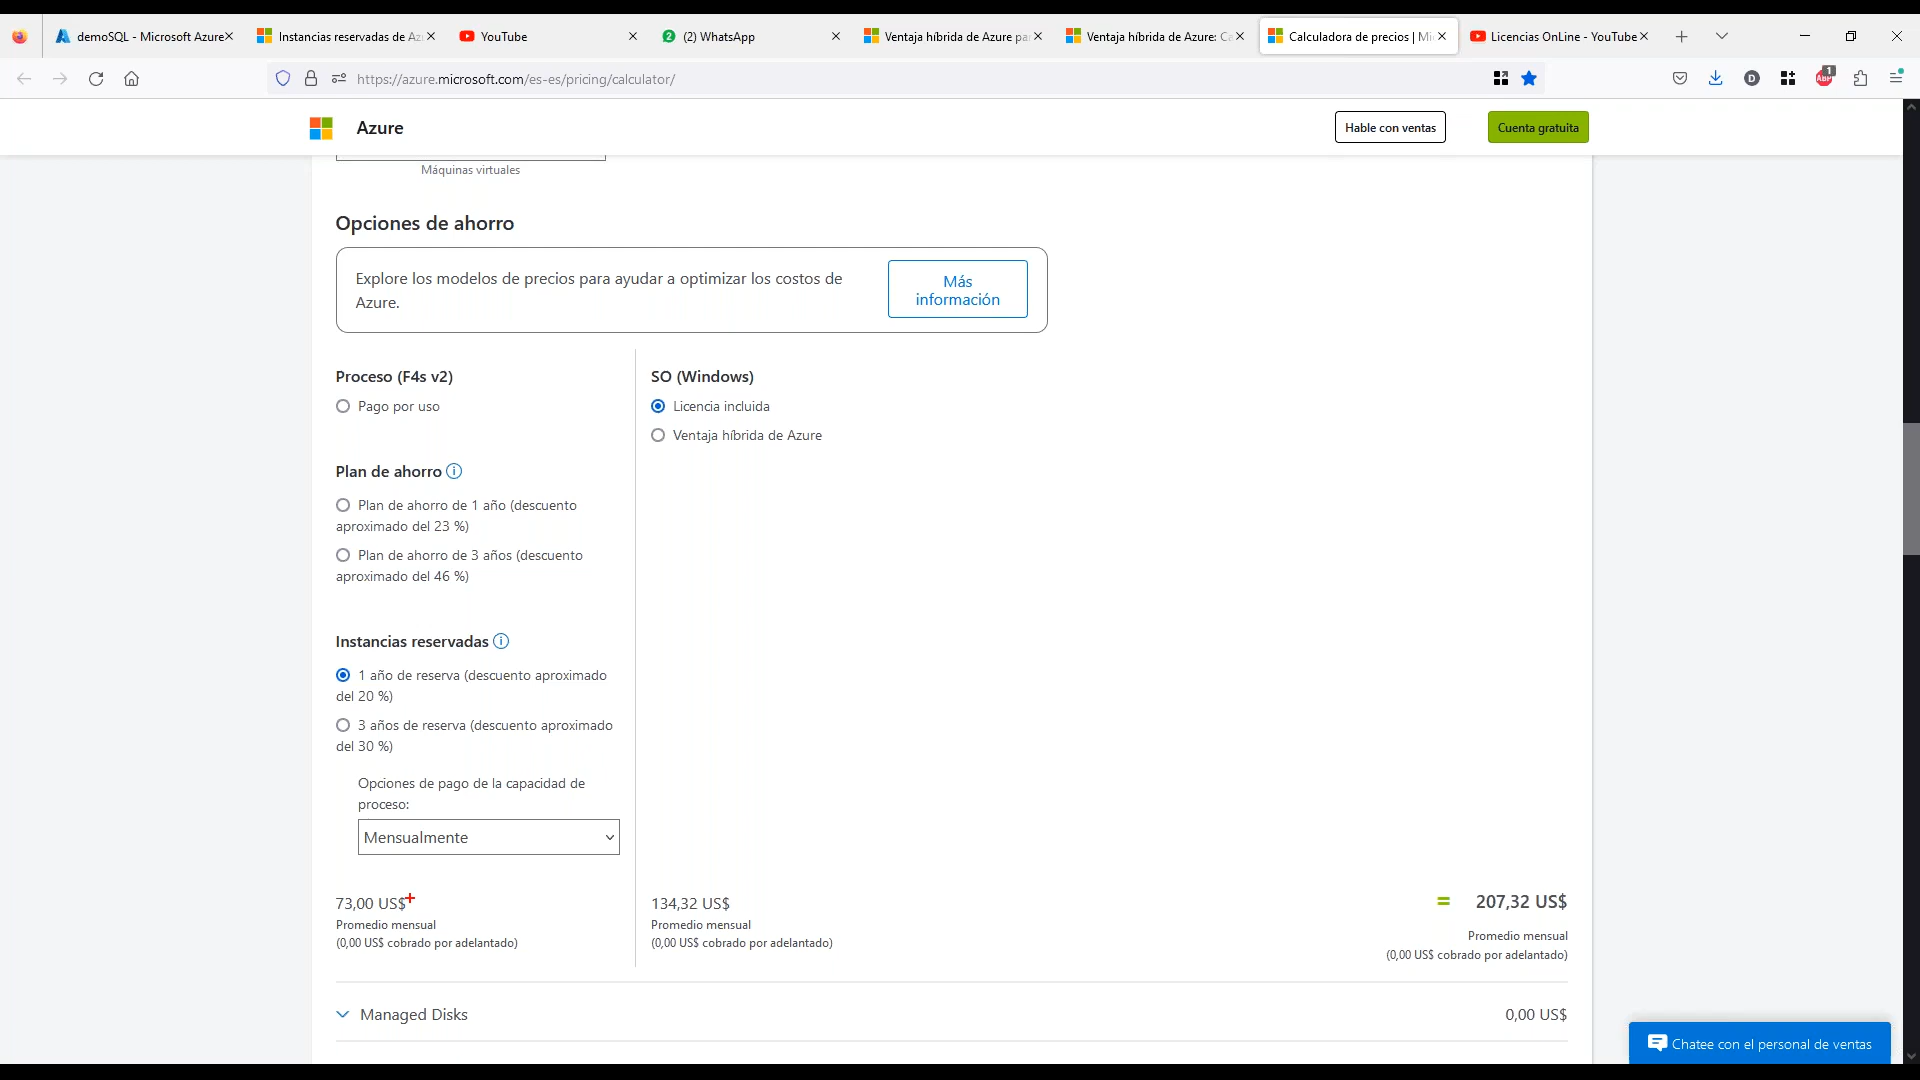 demoSQL - Microsoft Azure
Instancias reservadas de Az
YouTube
2
(2) WhatsApp
Ventaja híbrida de Azure pa
Ventaja híbrida de Azure: Ca
Calculadora de precios | Mi
Licencias OnLine - YouTube
https://azure.microsoft.com/es-es/pricing/calculator/
D
1
ABP
Azure
Hable con ventas
Cuenta gratuita
Máquinas virtuales
Opciones de ahorro
Explore los modelos de precios para ayudar a optimizar los costos de
Azure.
Más
información
Proceso (F4s v2)
Pago por uso
Plan de ahorro
Plan de ahorro de 1 año (descuento
aproximado del 23 %)
Plan de ahorro de 3 años (descuento
aproximado del 46 %)
Instancias reservadas
1 año de reserva (descuento aproximado
del 20 %)
3 años de reserva (descuento aproximado
del 30 %)
Opciones de pago de la capacidad de
proceso:
Mensualmente
73,00 US$
Promedio mensual
(0,00 US$ cobrado por adelantado)
SO (Windows)
Licencia incluida
Ventaja híbrida de Azure
134,32 US$
Promedio mensual
(0,00 US$ cobrado por adelantado)
= 207,32 US$
Promedio mensual
(0,00 US$ cobrado por adelantado)
Managed Disks
0,00 US$
Chatee con el personal de ventas